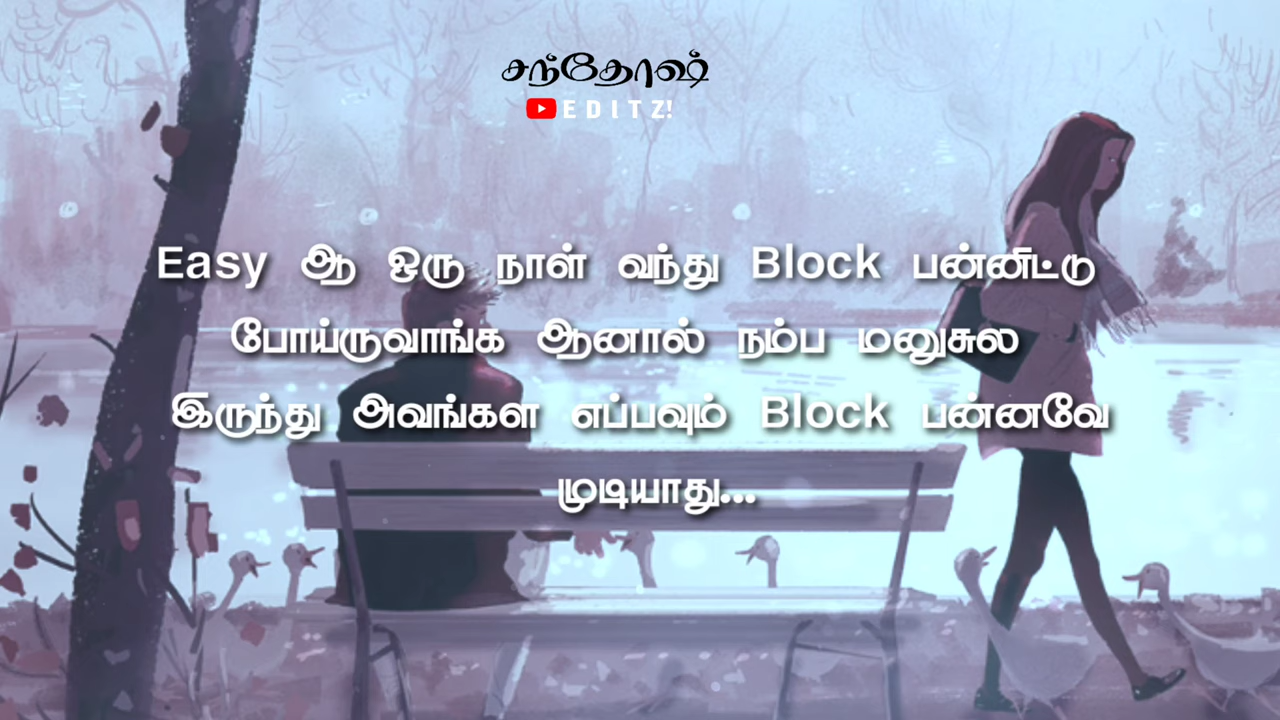 சந்தோஷ்
EDITZ!
Easy ஆ ஒரு நாள் வந்து Block பன்னிட்டு
போய்ருவாங்க ஆனால் நம்ப மனுசுல
இருந்து அவங்கள எப்பவும் Block பன்னவே
முடியாது...